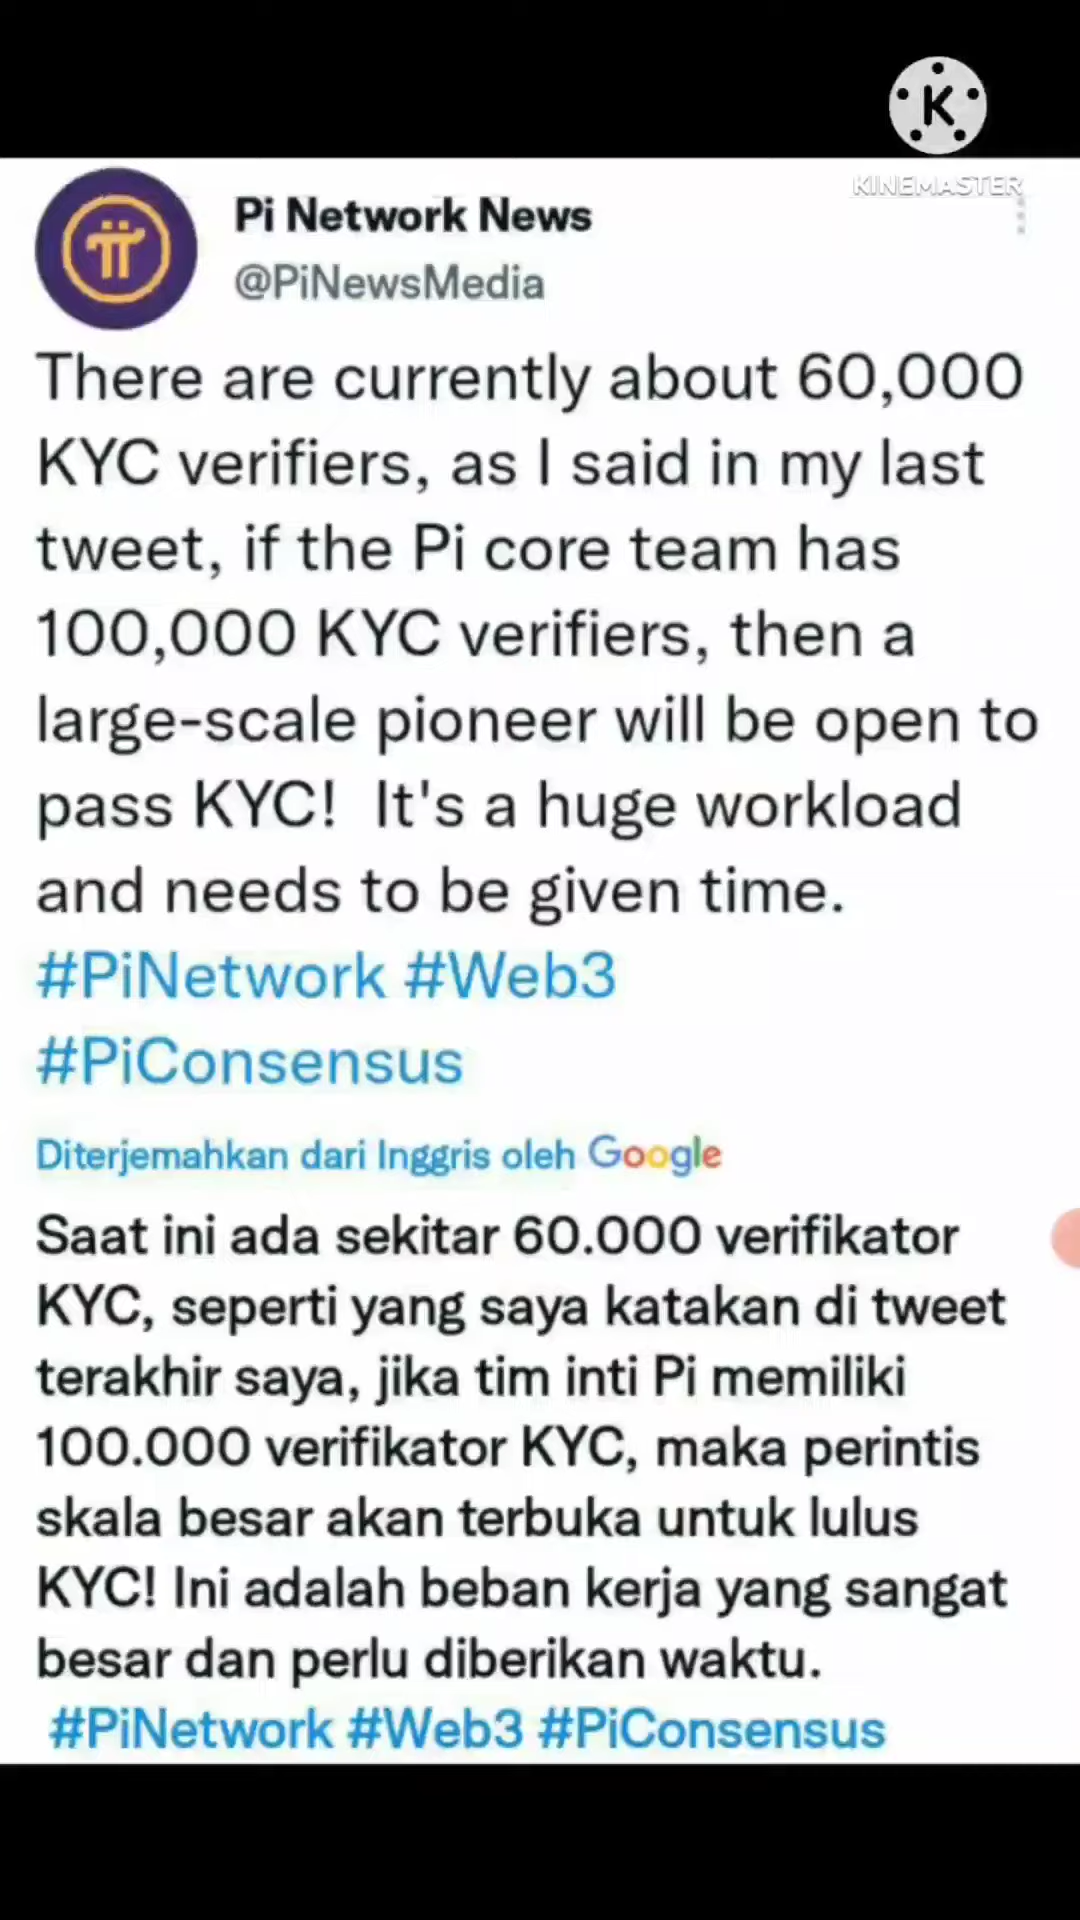 KINEMASTER
Pi Network News
@PiNewsMedia
There are currently about 60,000
KYC verifiers, as I said in my last
tweet, if the Pi core team has
100,000 KYC verifiers, then a
large-scale pioneer will be open to
pass KYC!  It's a huge workload
and needs to be given time.
#PiNetwork #Web3
#PiConsensus
Diterjemahkan dari Inggris oleh Google
Saat ini ada sekitar 60.000 verifikator
KYC, seperti yang saya katakan di tweet
terakhir saya, jika tim inti Pi memiliki
100.000 verifikator KYC, maka perintis
skala besar akan terbuka untuk lulus
KYC! Ini adalah beban kerja yang sangat
besar dan perlu diberikan waktu.
#PiNetwork #Web3 #PiConsensus